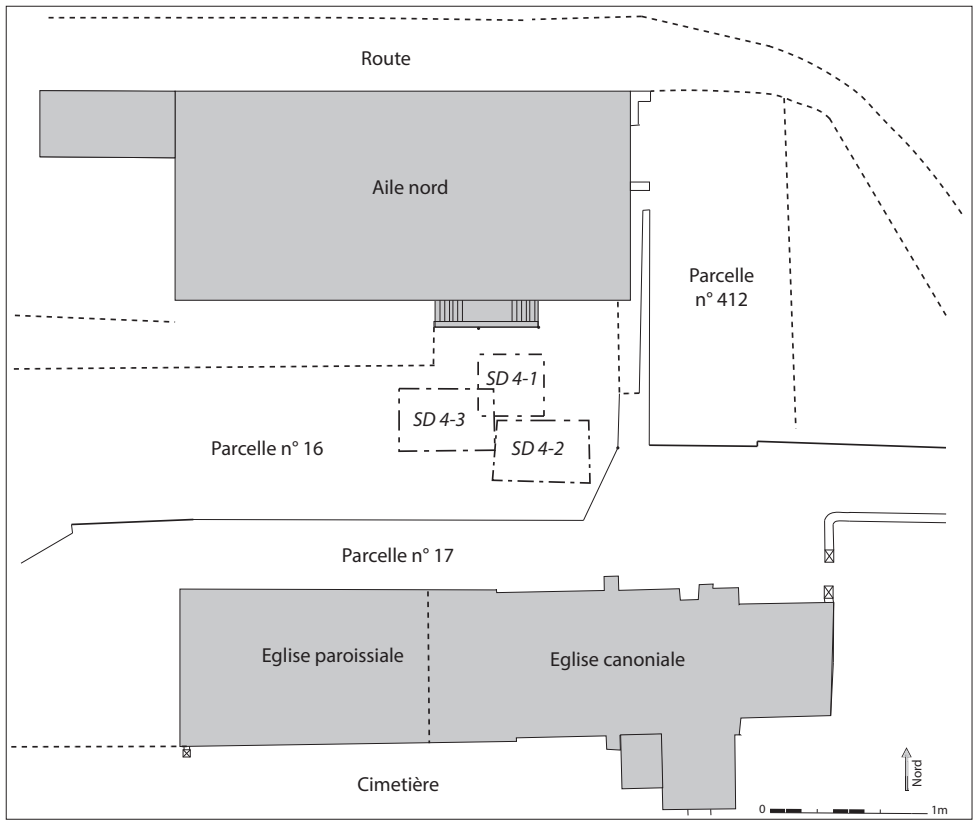 Route
Aile nord
Parcelle
n° 412
SD 4-1
SD 4-3
SD 4-2
Parcelle n° 16
Parcelle n° 17
Eglise paroissiale
Eglise canoniale
Cimetière
Nord
0
1m